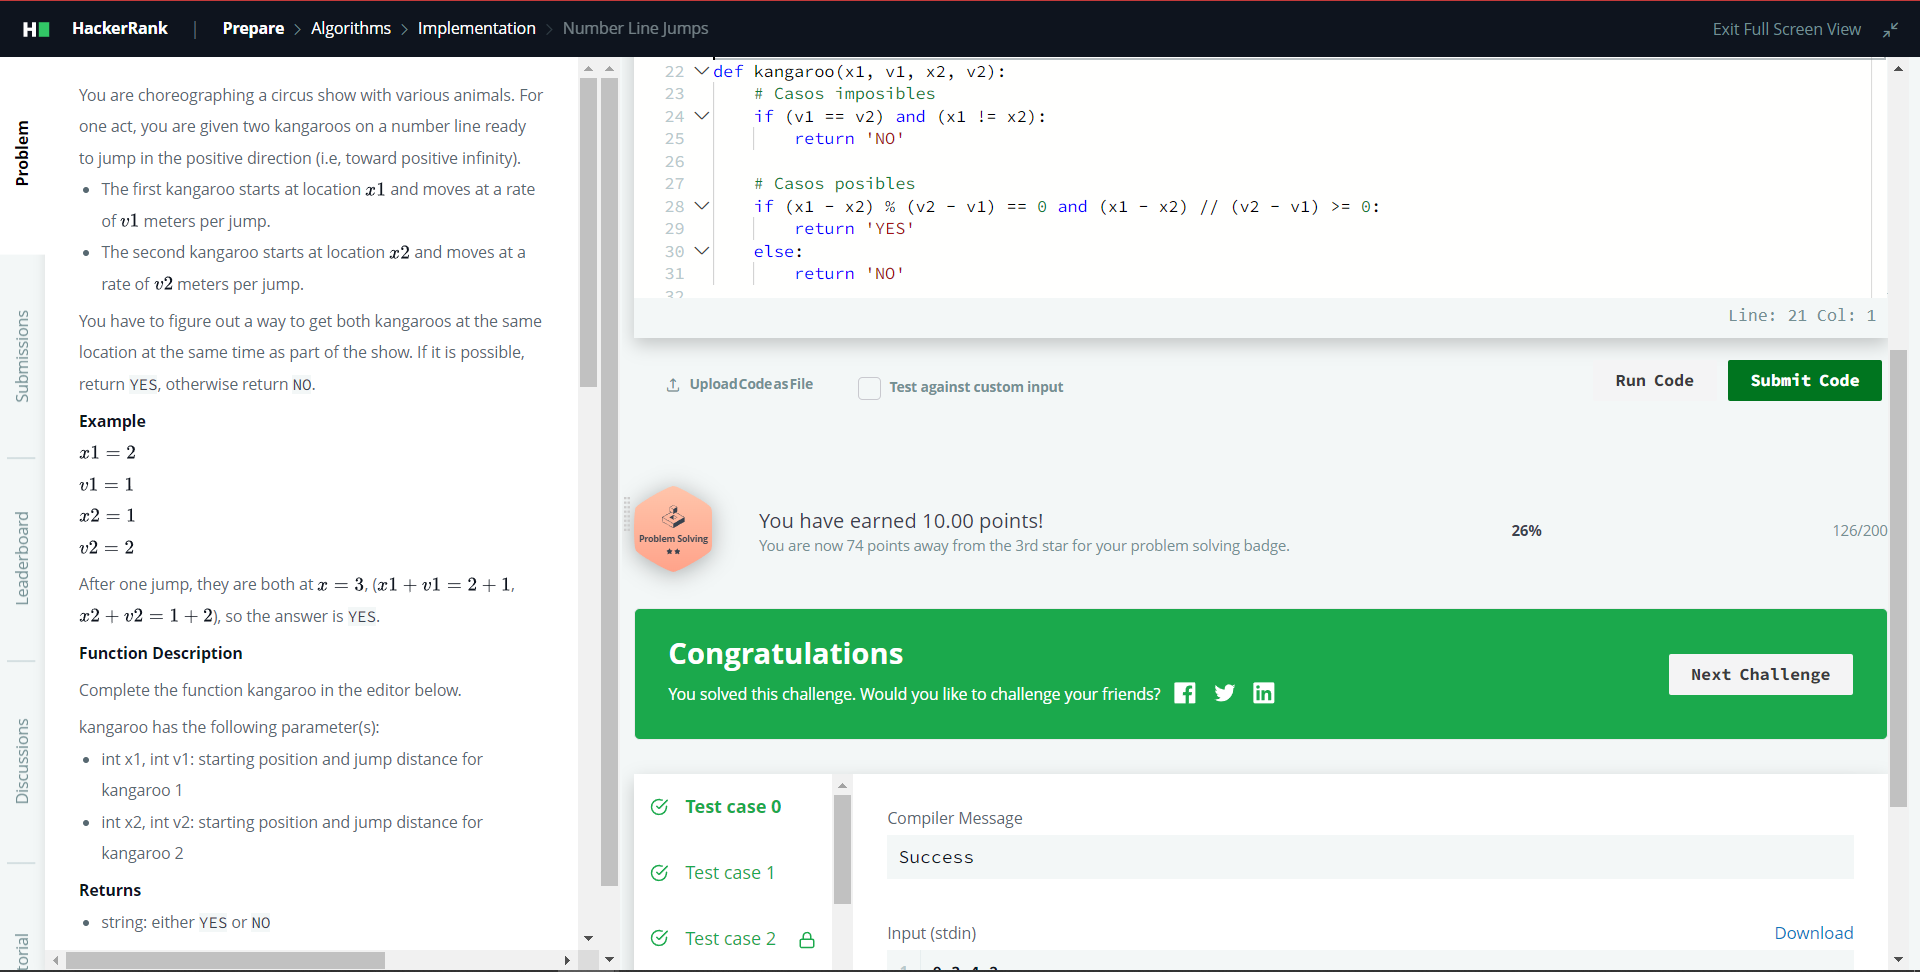 HackerRank | Prepare > Algorithms > Implementation > Number Line Jumps
Exit Full Screen View
Problem
Submissions
Leaderboard
Discussions
torial
You are choreographing a circus show with various animals. For
one act, you are given two kangaroos on a number line ready
to jump in the positive direction (i.e, toward positive infinity).
• The first kangaroo starts at location x1 and moves at a rate
of v1 meters per jump.
• The second kangaroo starts at location x2 and moves at a
rate of v2 meters per jump.
You have to figure out a way to get both kangaroos at the same
location at the same time as part of the show. If it is possible,
return YES, otherwise return NO.
Example
x1 = 2
v1 = 1
x2 = 1
v2 = 2
After one jump, they are both at x = 3, (x1 + v1 = 2 + 1,
x2 + v2 = 1 + 2), so the answer is YES.
Function Description
Complete the function kangaroo in the editor below.
kangaroo has the following parameter(s):
• int x1, int v1: starting position and jump distance for
kangaroo 1
• int x2, int v2: starting position and jump distance for
kangaroo 2
Returns
• string: either YES or NO
22 def kangaroo(x1, v1, x2, v2):
23     # Casos imposibles
24     if (v1 == v2) and (x1 != x2):
25         return 'NO'
26
27     # Casos posibles
28     if (x1 - x2) % (v2 - v1) == 0 and (x1 - x2) // (v2 - v1) >= 0:
29         return 'YES'
30     else:
31         return 'NO'
32
Line: 21 Col: 1
Upload Code as File
Test against custom input
Run Code
Submit Code
Problem Solving
You have earned 10.00 points!
You are now 74 points away from the 3rd star for your problem solving badge.
26%
126/200
Congratulations
You solved this challenge. Would you like to challenge your friends?
Next Challenge
Test case 0
Test case 1
Test case 2
Compiler Message
Success
Input (stdin)
Download